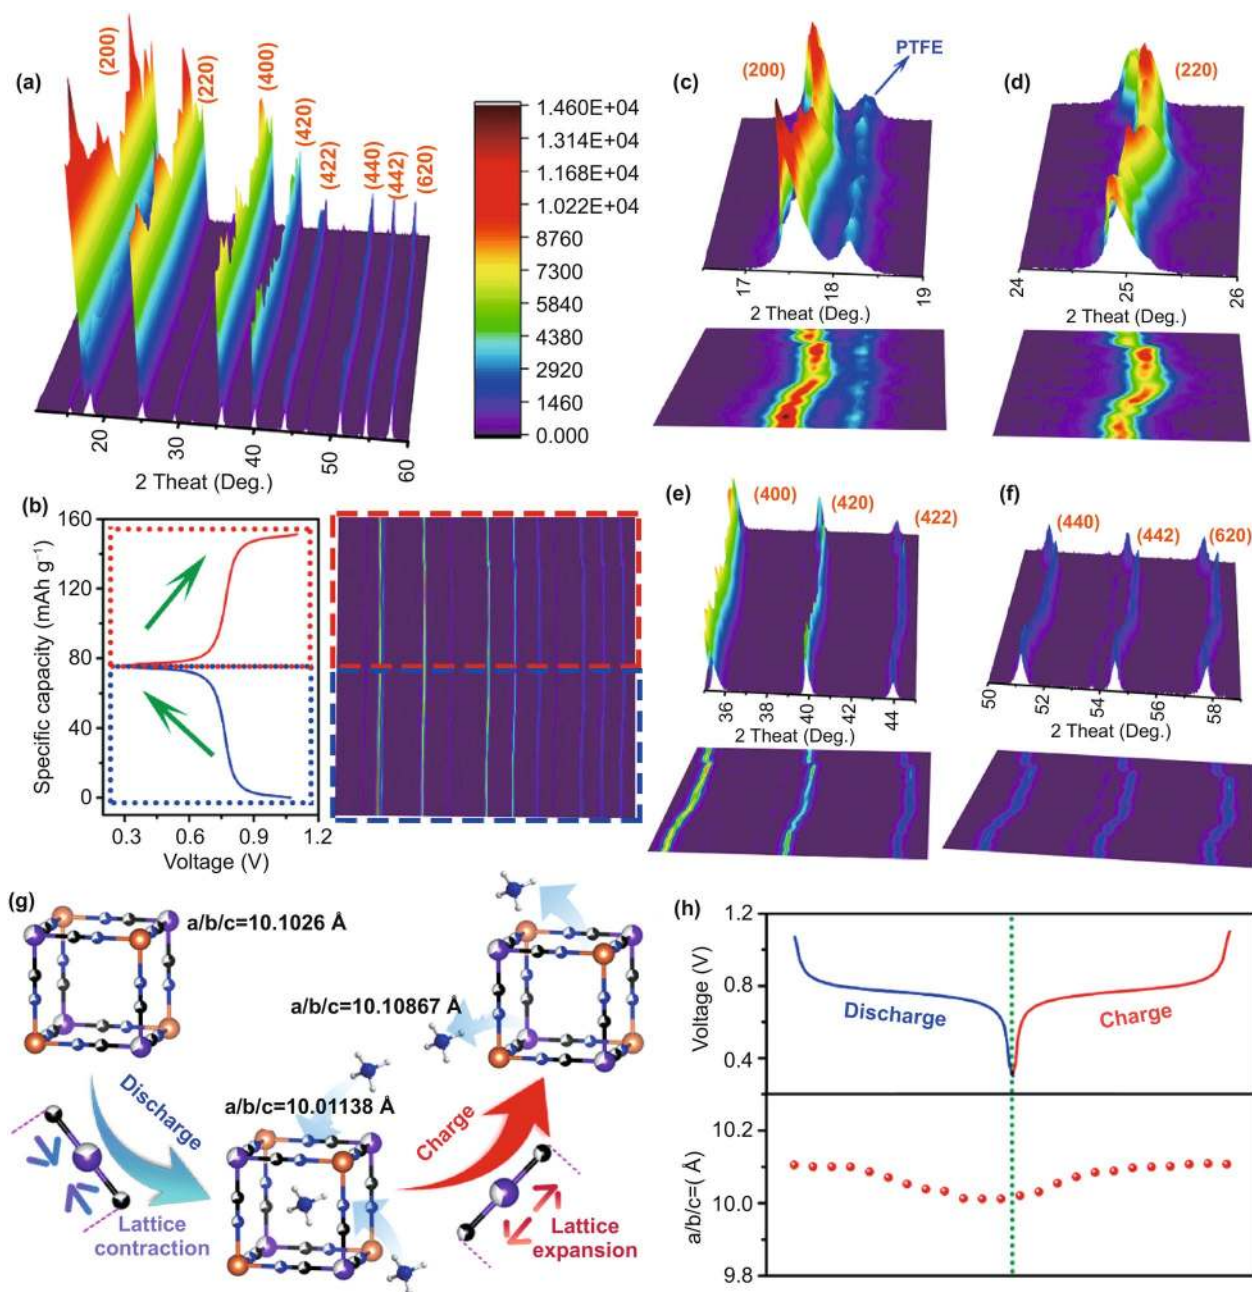 (a)
(200)
(220)
(400)
(420)
(422)
(440)
(442)
(620)
1.460E+04
1.314E+04
1.168E+04
1.022E+04
8760
7300
5840
4380
2920
1460
0.000
20
30
40
50
60
2 Theat (Deg.)
(c)
(200)
PTFE
17
18
19
2 Theat (Deg.)
(d)
(220)
24
25
26
2 Theat (Deg.)
(b)
160
120
80
40
0
Specific capacity (mAh g⁻¹)
0.3
0.6
0.9
1.2
Voltage (V)
(e)
(400)
(420)
(422)
36
38
40
42
44
2 Theat (Deg.)
(f)
(440)
(442)
(620)
50
52
54
56
58
2 Theat (Deg.)
(g)
a/b/c=10.1026 Å
a/b/c=10.10867 Å
a/b/c=10.01138 Å
Discharge
Charge
Lattice
contraction
Lattice
expansion
(h)
1.2
0.8
0.4
Voltage (V)
Discharge
Charge
10.2
10.0
9.8
a/b/c=( Å)